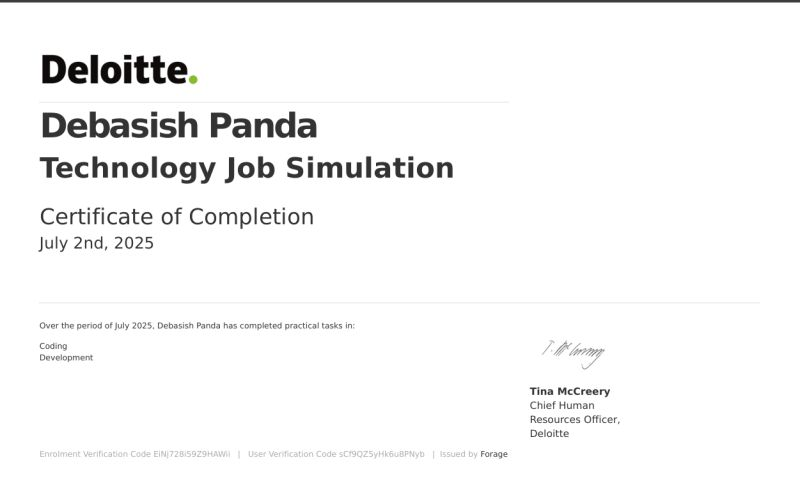 Deloitte.
Debasish Panda
Technology Job Simulation
Certificate of Completion
July 2nd, 2025
Over the period of July 2025, Debasish Panda has completed practical tasks in:
Coding
Development
T. McCreery
Tina McCreery
Chief Human
Resources Officer,
Deloitte
Enrolment Verification Code EiNj728i59Z9HAWii | User Verification Code sCf9QZ5yHk6u8PNyb | Issued by Forage